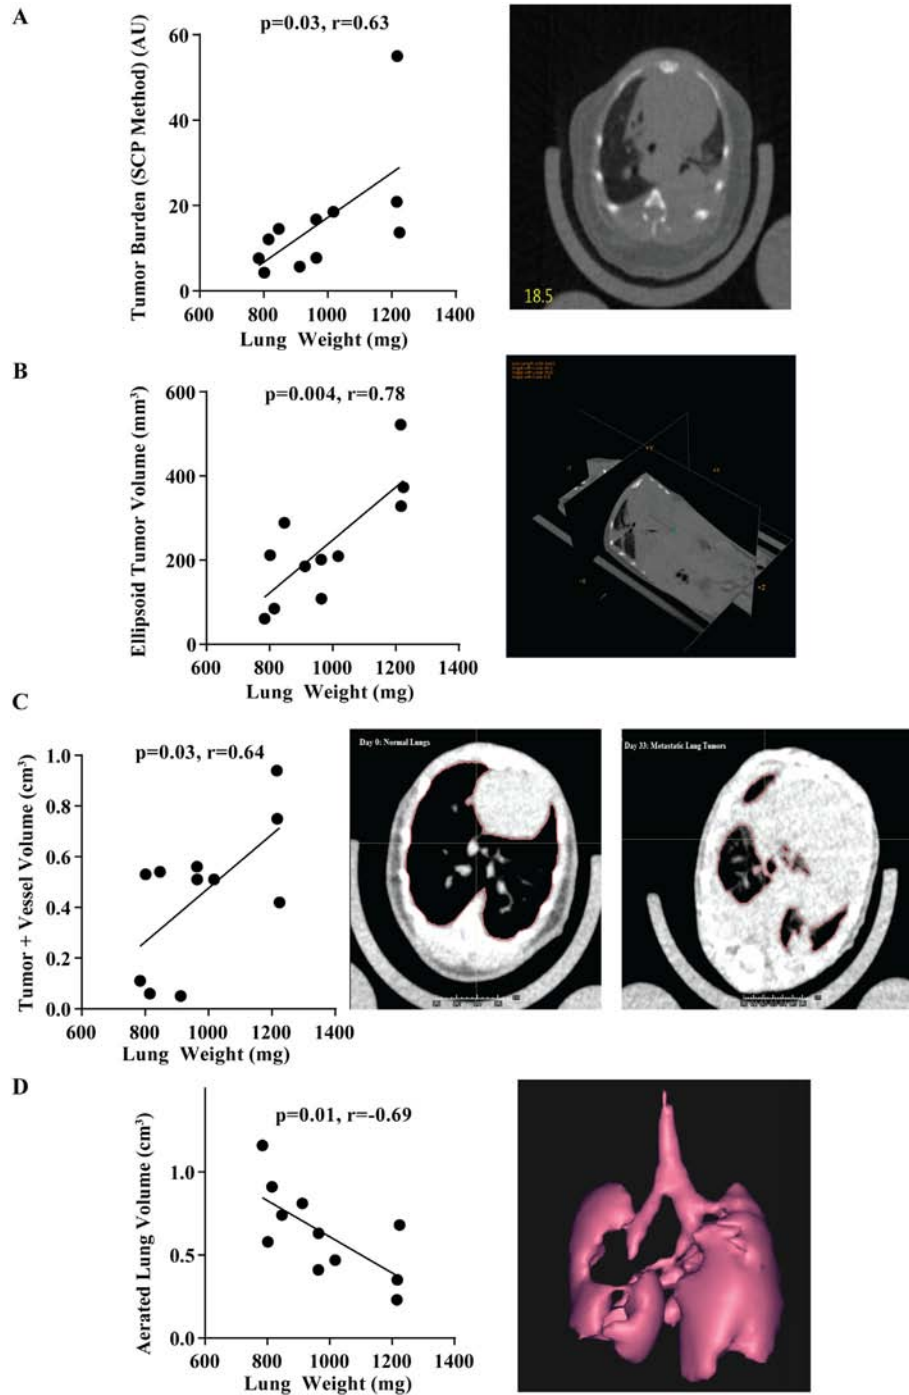 A
p=0.03, r=0.63
Tumor Burden (SCP Method) (AU)
60
40
20
0
600 800 1000 1200 1400
Lung Weight (mg)
18.5
B
p=0.004, r=0.78
Ellipsoid Tumor Volume (mm³)
600
400
200
0
600 800 1000 1200 1400
Lung Weight (mg)
C
p=0.03, r=0.64
Tumor + Vessel Volume (cm³)
1.0
0.8
0.6
0.4
0.2
0.0
600 800 1000 1200 1400
Lung Weight (mg)
Day 0: Normal Lungs
Day 33: Metastatic Lung Tumors
D
p=0.01, r=-0.69
Aerated Lung Volume (cm³)
1.0
0.5
0.0
600 800 1000 1200 1400
Lung Weight (mg)